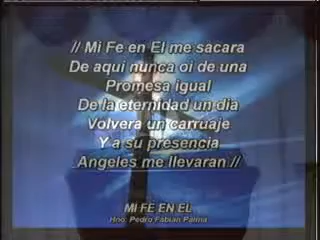 // Mi Fe en El me sacara
De aqui nunca oi de una
Promesa igual
De la eternidad un dia
Volvera un carruaje
Y a su presencia
Angeles me llevaran //
MI FE EN EL
Hno. Pedro Fabian Palma